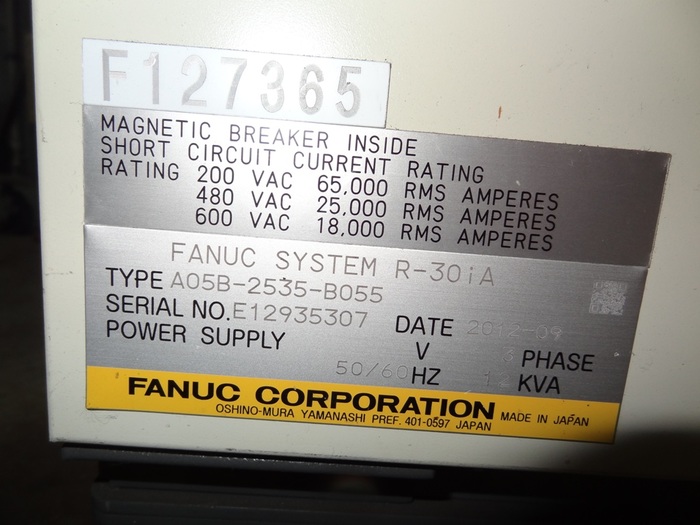 F127365
MAGNETIC BREAKER INSIDE
SHORT CIRCUIT CURRENT RATING
RATING 200 VAC 65,000 RMS AMPERES
480 VAC 25,000 RMS AMPERES
600 VAC 18,000 RMS AMPERES
FANUC SYSTEM R-30iA
TYPE A05B-2535-B055
SERIAL NO. E12935307 DATE 2012-09
POWER SUPPLY V PHASE
50/60 HZ KVA
FANUC CORPORATION MADE IN JAPAN
OSHINO-MURA YAMANASHI PREF. 401-0597 JAPAN